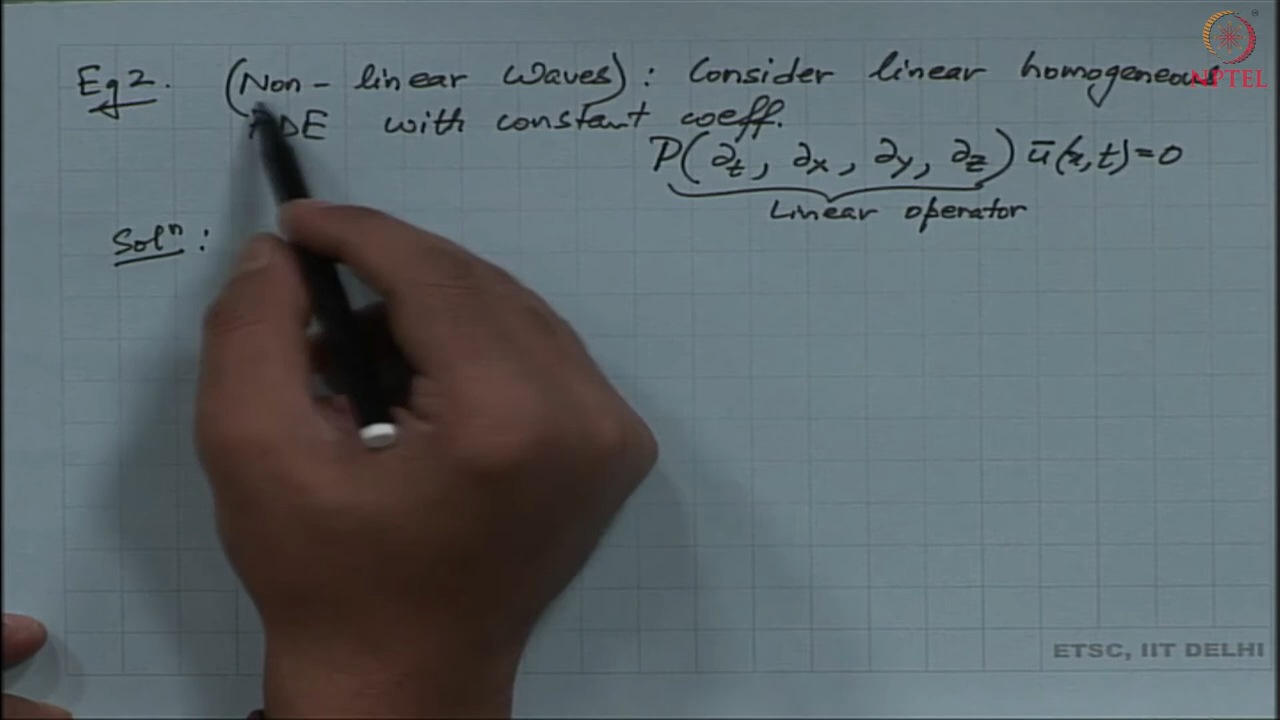 Eg 2. (Non-linear Waves): Consider linear homogeneous
PDE with constant coeff.
P(∂t, ∂x, ∂y, ∂z) ū(x,t)=0
Linear operator
Solⁿ:
NPTEL
ETSC, IIT DELHI